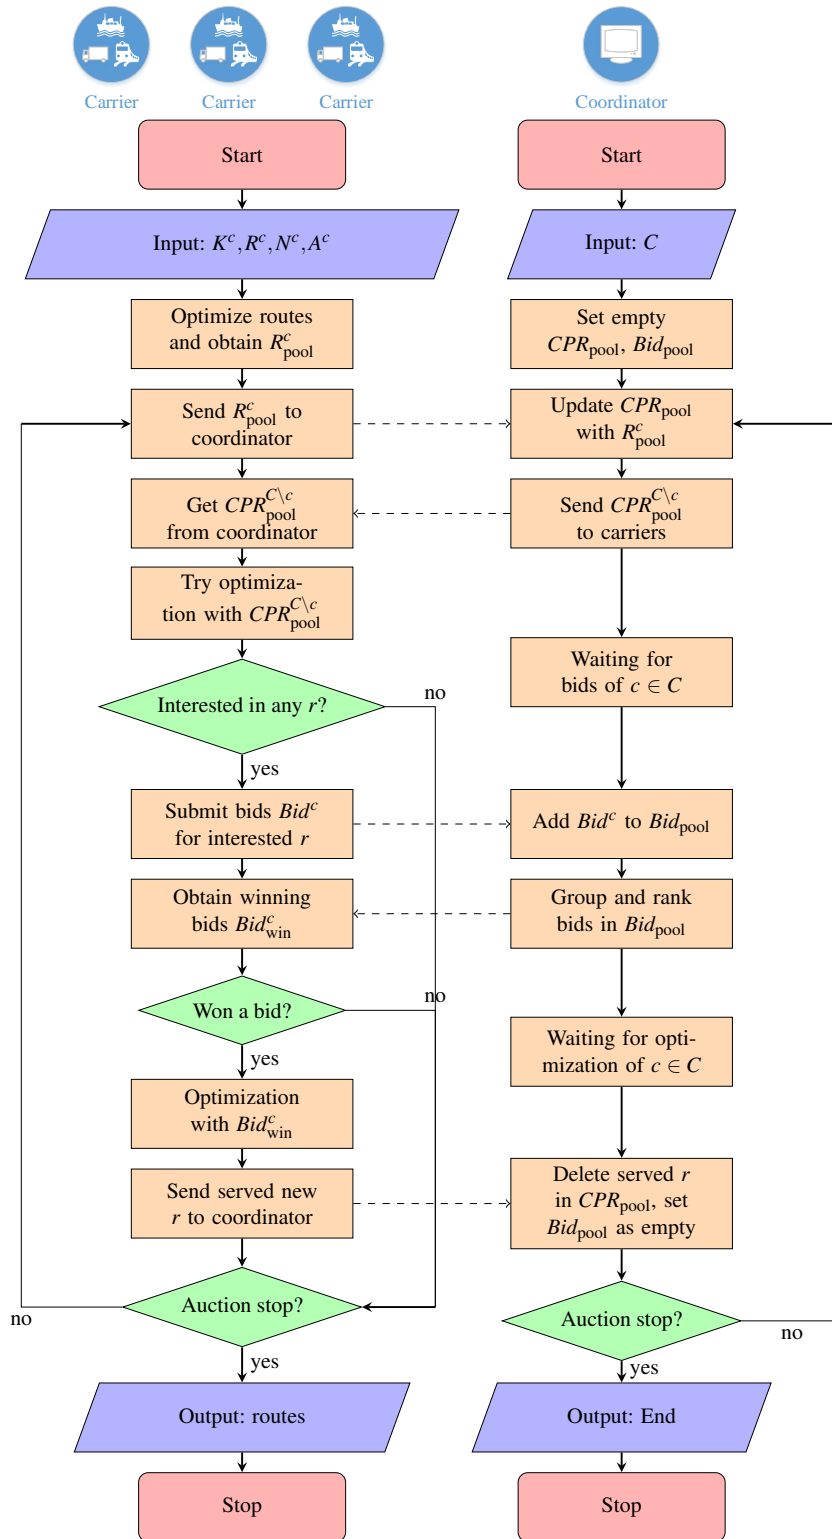 Carrier
Carrier
Carrier
Coordinator
Start
Start
Input: K^c, R^c, N^c, A^c
Input: C
Optimize routes
and obtain R^c_pool
Set empty
CPR_pool, Bid_pool
Send R^c_pool to
coordinator
Update CPR_pool
with R^c_pool
Get CPR^{C\c}_pool
from coordinator
Send CPR^{C\c}_pool
to carriers
Try optimiza-
tion with CPR^{C\c}_pool
Waiting for
bids of c ∈ C
Interested in any r?
no
yes
Submit bids Bid^c
for interested r
Add Bid^c to Bid_pool
Obtain winning
bids Bid^c_win
Group and rank
bids in Bid_pool
Won a bid?
no
yes
Waiting for opti-
mization of c ∈ C
Optimization
with Bid^c_win
Send served new
r to coordinator
Delete served r
in CPR_pool, set
Bid_pool as empty
Auction stop?
no
yes
Auction stop?
no
yes
Output: routes
Output: End
Stop
Stop